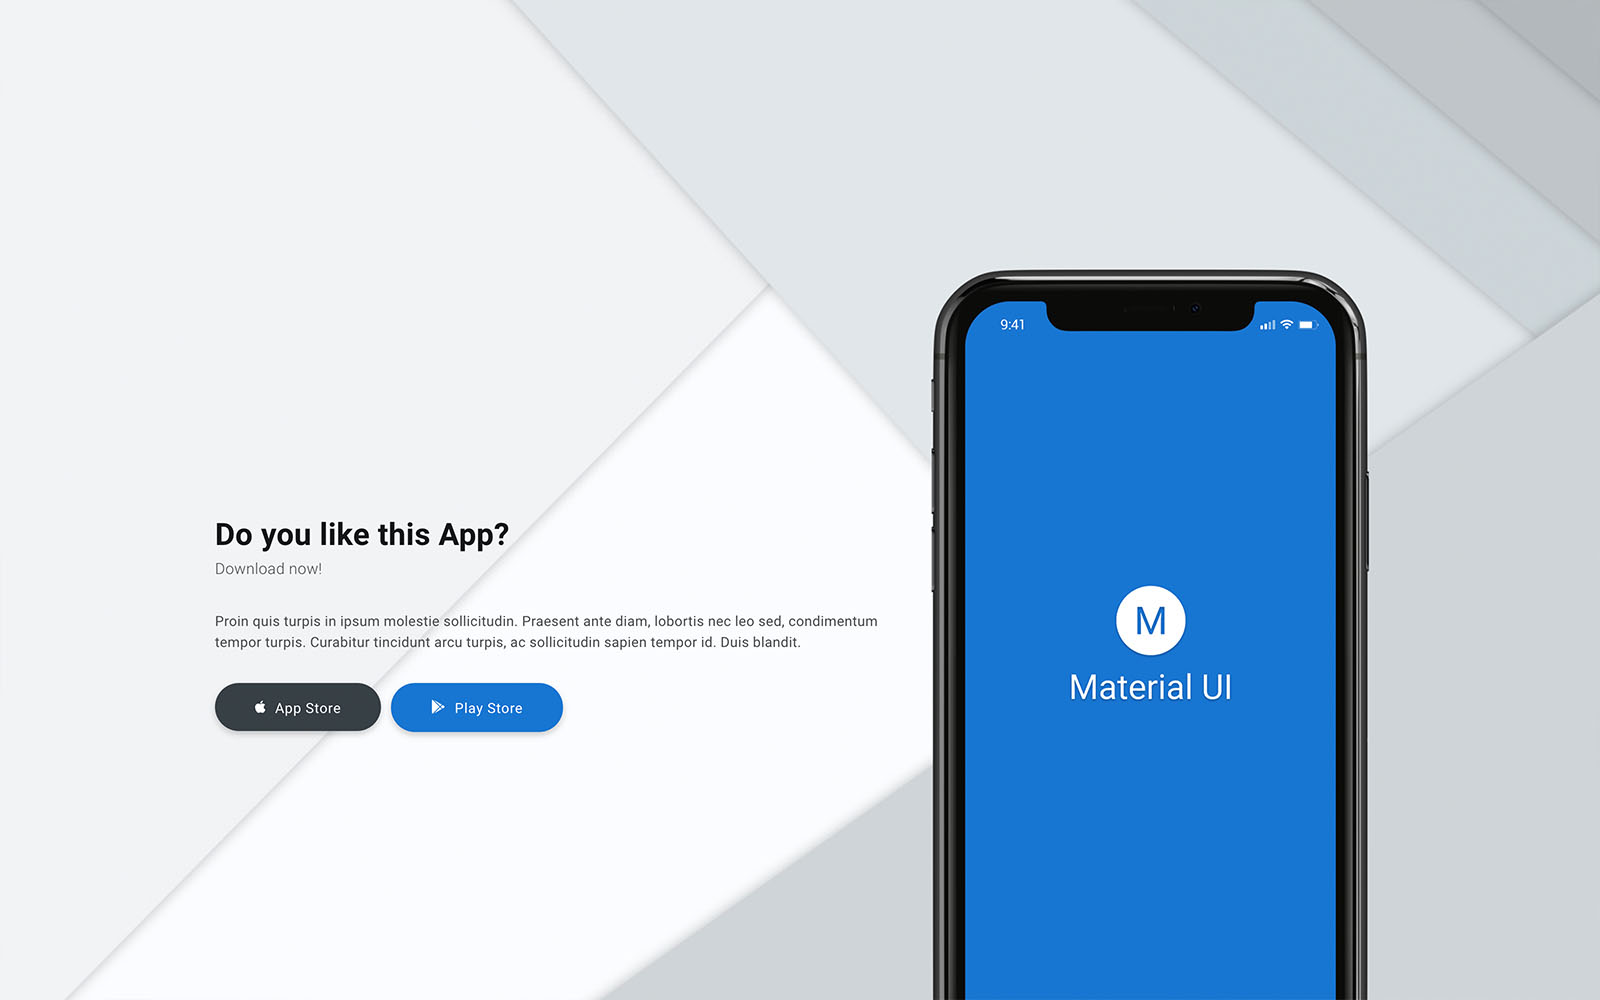 9:41
Do you like this App?
Download now!
Proin quis turpis in ipsum molestie sollicitudin. Praesent ante diam, lobortis nec leo sed, condimentum
tempor turpis. Curabitur tincidunt arcu turpis, ac sollicitudin sapien tempor id. Duis blandit.
App Store
Play Store
M
Material UI